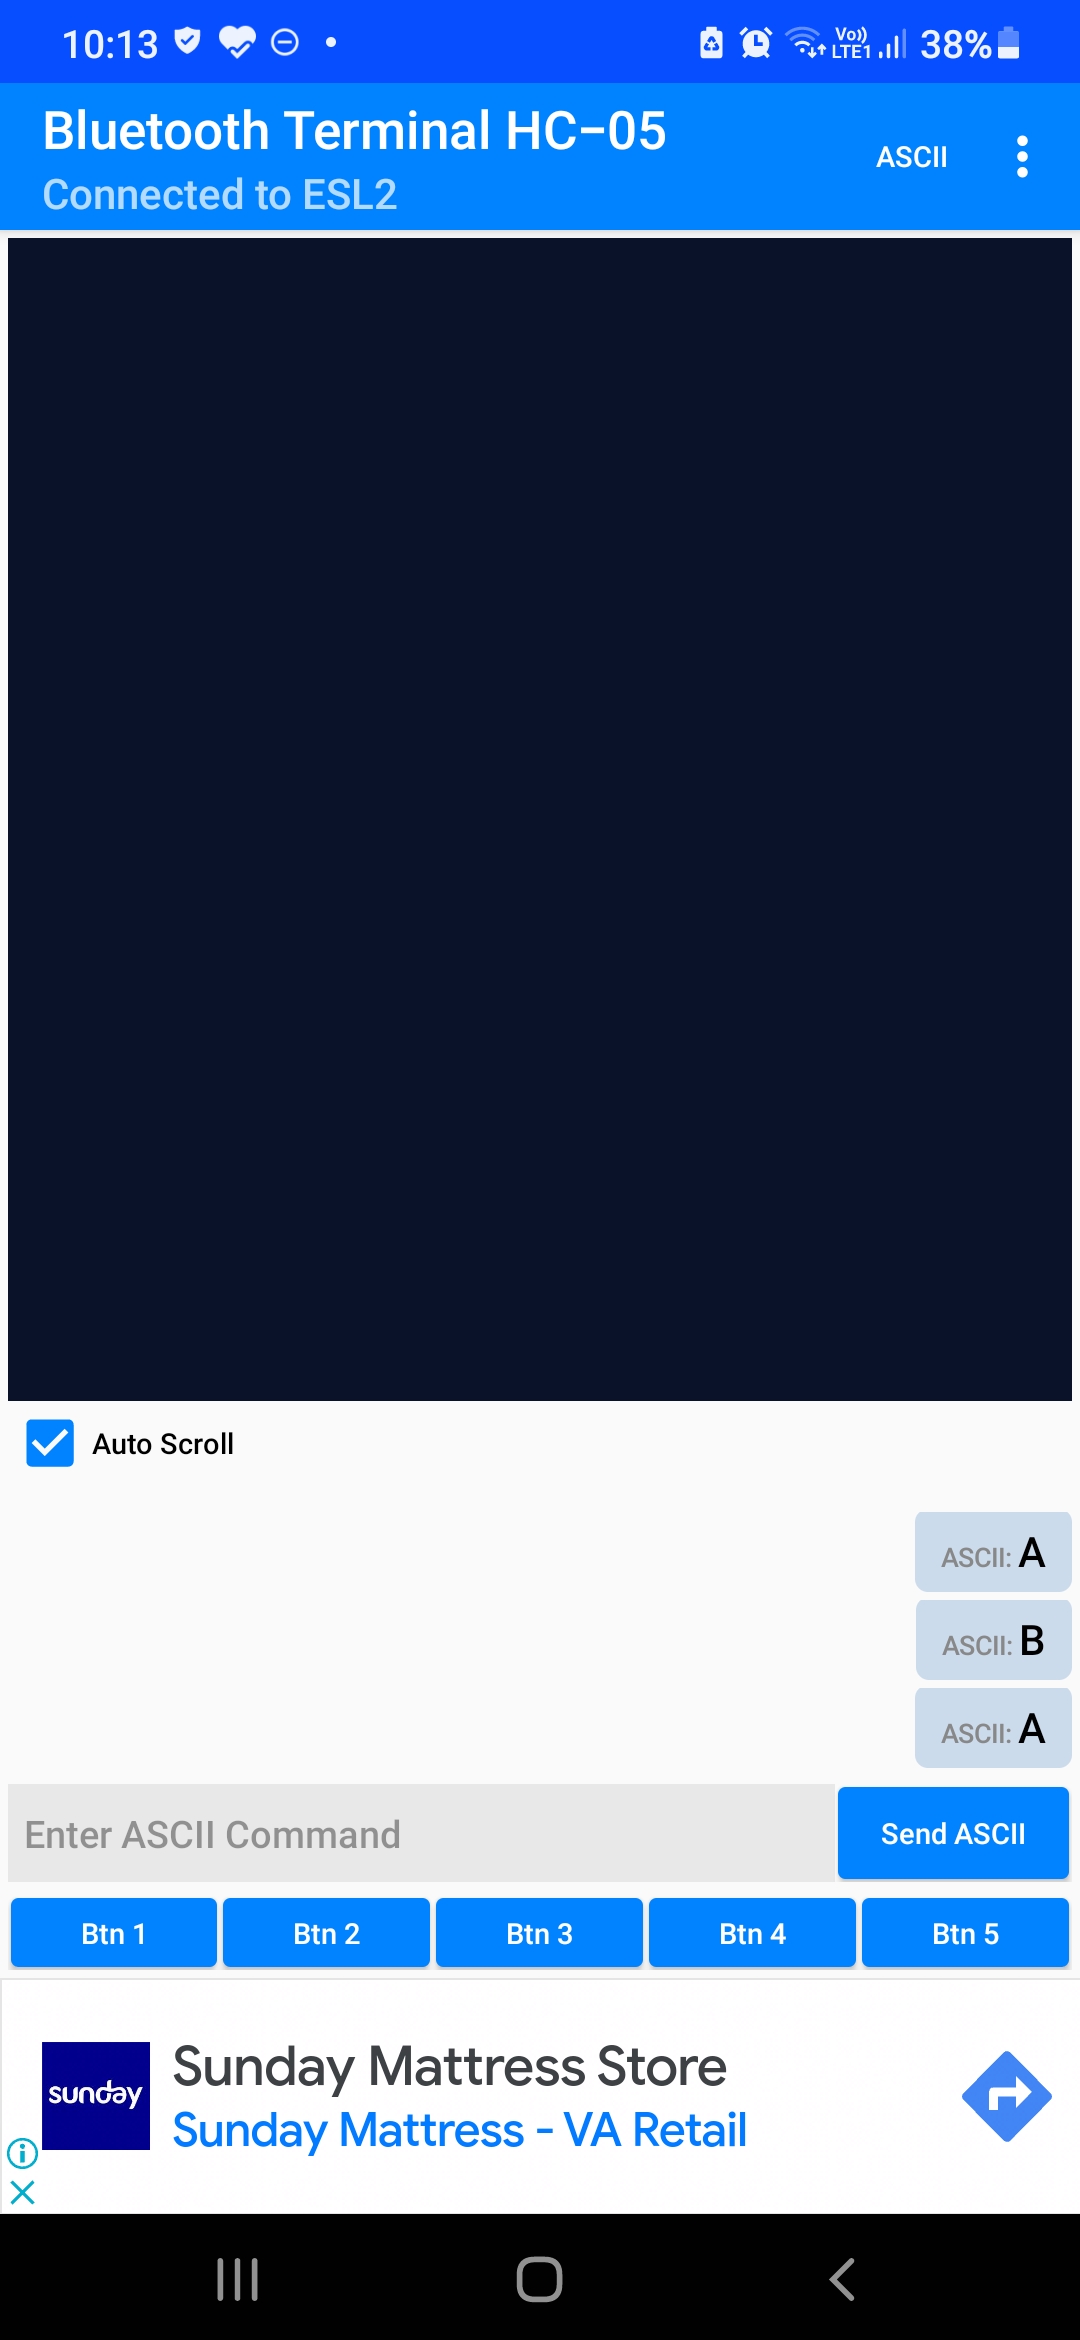 10:13
Vo)) LTE1 38%
Bluetooth Terminal HC-05
Connected to ESL2
ASCII
Auto Scroll
ASCII: A
ASCII: B
ASCII: A
Enter ASCII Command
Send ASCII
Btn 1
Btn 2
Btn 3
Btn 4
Btn 5
sunday
Sunday Mattress Store
Sunday Mattress - VA Retail